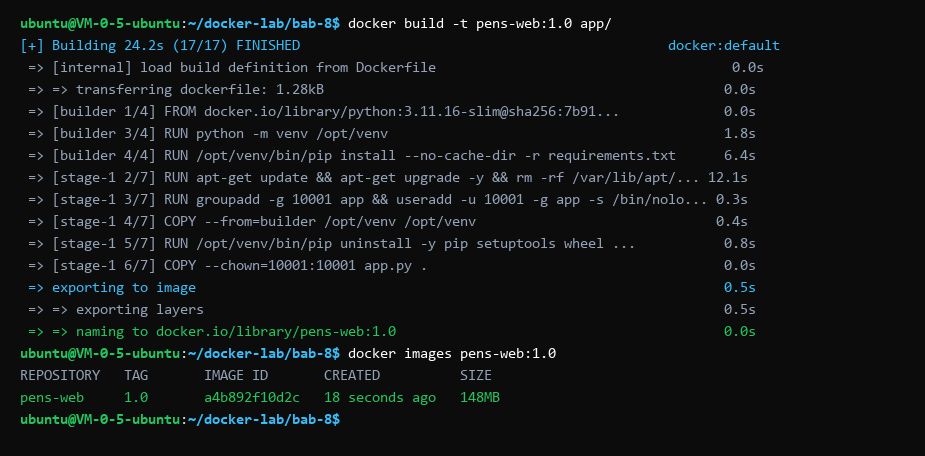 ubuntu@VM-0-5-ubuntu:~/docker-lab/bab-8$ docker build -t pens-web:1.0 app/
[+] Building 24.2s (17/17) FINISHED docker:default
=> [internal] load build definition from Dockerfile 0.0s
=> => transferring dockerfile: 1.28kB 0.0s
=> [builder 1/4] FROM docker.io/library/python:3.11.16-slim@sha256:7b91... 0.0s
=> [builder 3/4] RUN python -m venv /opt/venv 1.8s
=> [builder 4/4] RUN /opt/venv/bin/pip install --no-cache-dir -r requirements.txt 6.4s
=> [stage-1 2/7] RUN apt-get update && apt-get upgrade -y && rm -rf /var/lib/apt/... 12.1s
=> [stage-1 3/7] RUN groupadd -g 10001 app && useradd -u 10001 -g app -s /bin/nolo... 0.3s
=> [stage-1 4/7] COPY --from=builder /opt/venv /opt/venv 0.4s
=> [stage-1 5/7] RUN /opt/venv/bin/pip uninstall -y pip setuptools wheel ... 0.8s
=> [stage-1 6/7] COPY --chown=10001:10001 app.py . 0.0s
=> exporting to image 0.5s
=> => exporting layers 0.5s
=> => naming to docker.io/library/pens-web:1.0 0.0s
ubuntu@VM-0-5-ubuntu:~/docker-lab/bab-8$ docker images pens-web:1.0
REPOSITORY TAG IMAGE ID CREATED SIZE
pens-web 1.0 a4b892f10d2c 18 seconds ago 148MB
ubuntu@VM-0-5-ubuntu:~/docker-lab/bab-8$